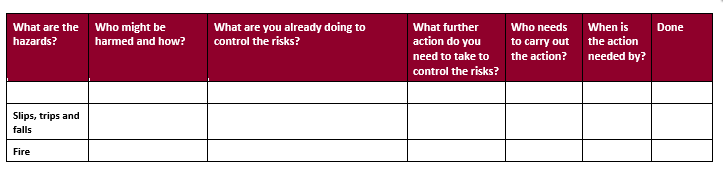 What are the
hazards?
Who might be
harmed and how?
What are you already doing to
control the risks?
What further
action do you
need to take to
control the risks?
Who needs
to carry out
the action?
When is
the action
needed by?
Done
Slips, trips and
falls
Fire